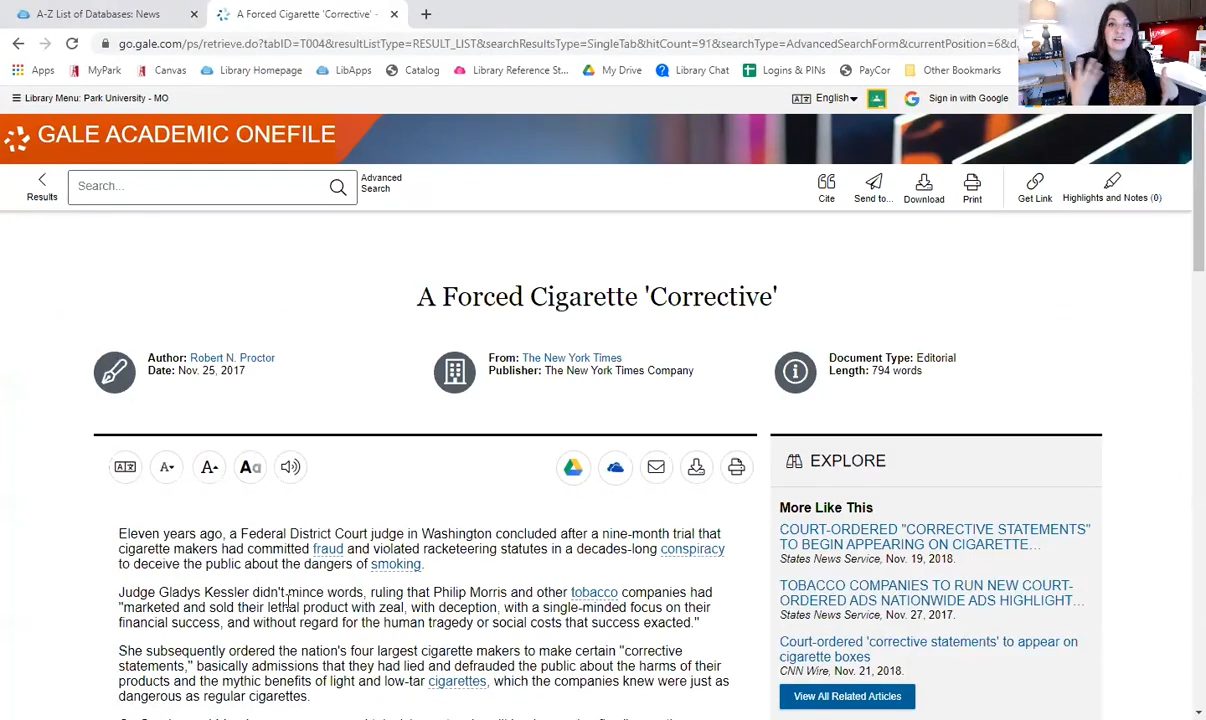 A-Z List of Databases: News
A Forced Cigarette 'Corrective' -
go.gale.com/ps/retrieve.do?tabID=T004&resultListType=RESULT_LIST&searchResultsType=SingleTab&hitCount=91&searchType=AdvancedSearchForm&currentPosition=6&d
Apps MyPark Canvas Library Homepage LibApps Catalog Library Reference St... My Drive Library Chat Logins & PINs PayCor Other Bookmarks
Library Menu: Park University - MO English Sign in with Google
GALE ACADEMIC ONEFILE
Results
Search...
Advanced
Search
Cite Send to... Download Print Get Link Highlights and Notes (0)
A Forced Cigarette 'Corrective'
Author: Robert N. Proctor
Date: Nov. 25, 2017
From: The New York Times
Publisher: The New York Times Company
Document Type: Editorial
Length: 794 words
A A Aa
Eleven years ago, a Federal District Court judge in Washington concluded after a nine-month trial that
cigarette makers had committed fraud and violated racketeering statutes in a decades-long conspiracy
to deceive the public about the dangers of smoking.
Judge Gladys Kessler didn't mince words, ruling that Philip Morris and other tobacco companies had
"marketed and sold their lethal product with zeal, with deception, with a single-minded focus on their
financial success, and without regard for the human tragedy or social costs that success exacted."
She subsequently ordered the nation's four largest cigarette makers to make certain "corrective
statements," basically admissions that they had lied and defrauded the public about the harms of their
products and the mythic benefits of light and low-tar cigarettes, which the companies knew were just as
dangerous as regular cigarettes.
EXPLORE
More Like This
COURT-ORDERED "CORRECTIVE STATEMENTS"
TO BEGIN APPEARING ON CIGARETTE...
States News Service, Nov. 19, 2018.
TOBACCO COMPANIES TO RUN NEW COURT-
ORDERED ADS NATIONWIDE ADS HIGHLIGHT...
States News Service, Nov. 27, 2017.
Court-ordered 'corrective statements' to appear on
cigarette boxes
CNN Wire, Nov. 21, 2018.
View All Related Articles